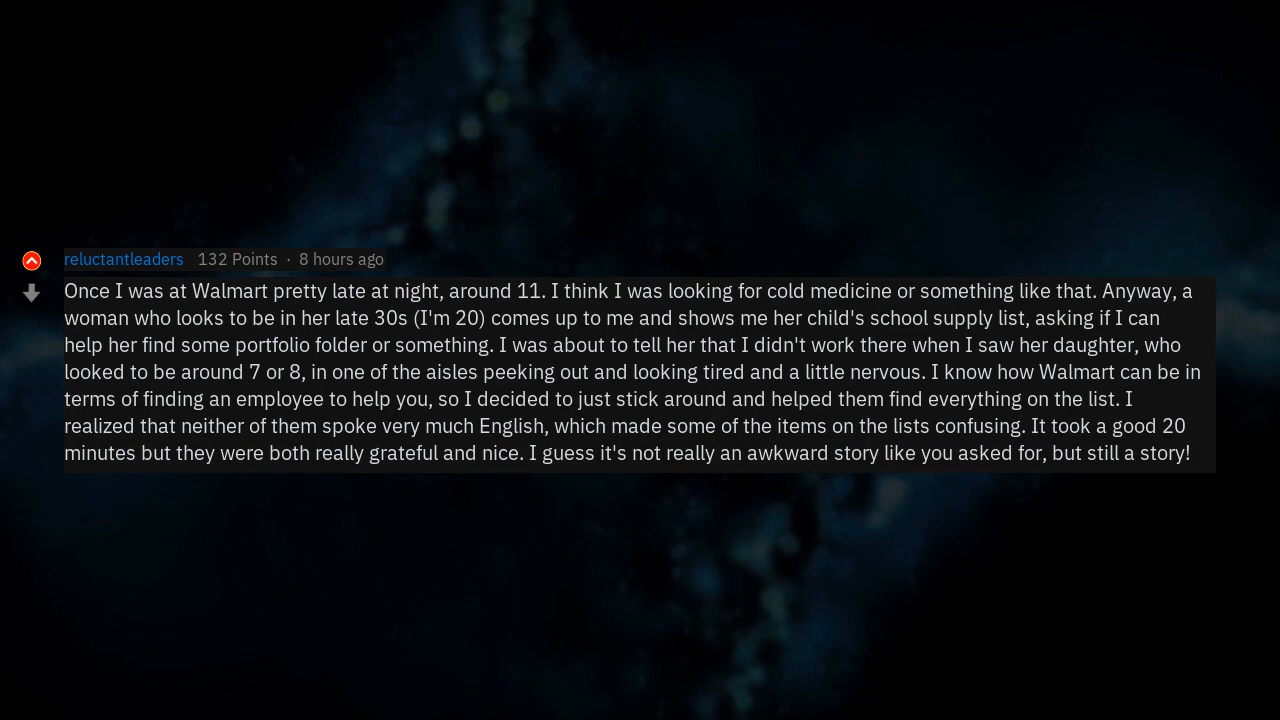 reluctantleaders 132 Points · 8 hours ago
Once I was at Walmart pretty late at night, around 11. I think I was looking for cold medicine or something like that. Anyway, a
woman who looks to be in her late 30s (I'm 20) comes up to me and shows me her child's school supply list, asking if I can
help her find some portfolio folder or something. I was about to tell her that I didn't work there when I saw her daughter, who
looked to be around 7 or 8, in one of the aisles peeking out and looking tired and a little nervous. I know how Walmart can be in
terms of finding an employee to help you, so I decided to just stick around and helped them find everything on the list. I
realized that neither of them spoke very much English, which made some of the items on the lists confusing. It took a good 20
minutes but they were both really grateful and nice. I guess it's not really an awkward story like you asked for, but still a story!